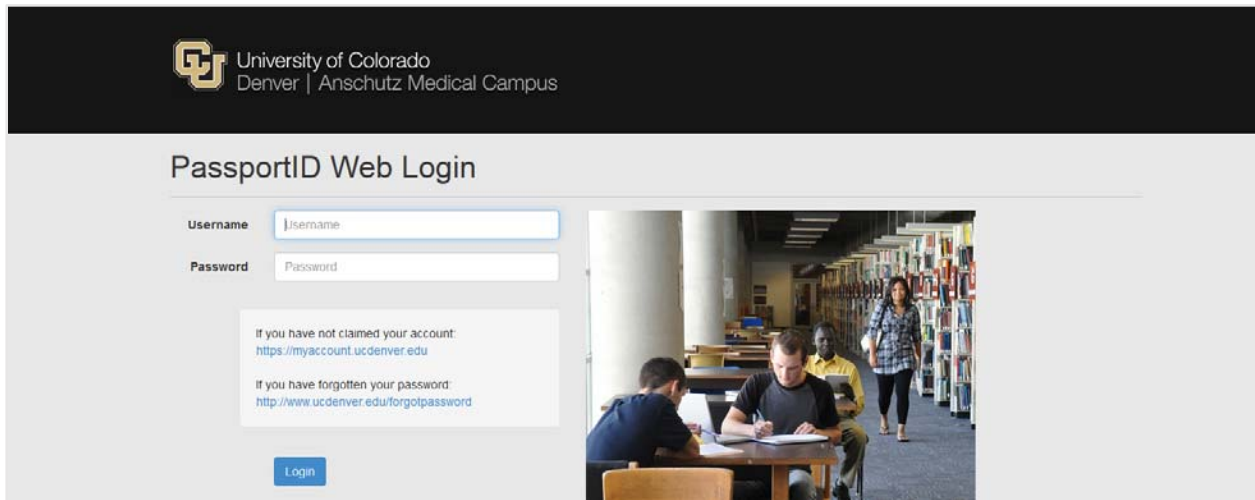 CU
University of Colorado
Denver | Anschutz Medical Campus
PassportID Web Login
Username
Username
Password
Password
If you have not claimed your account:
https://myaccount.ucdenver.edu
If you have forgotten your password:
http://www.ucdenver.edu/forgotpassword
Login